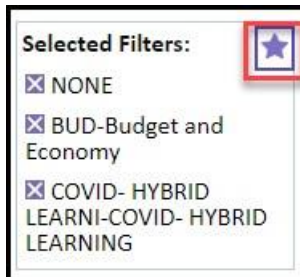 Selected Filters:
NONE
BUD-Budget and
Economy
COVID- HYBRID
LEARNI-COVID- HYBRID
LEARNING